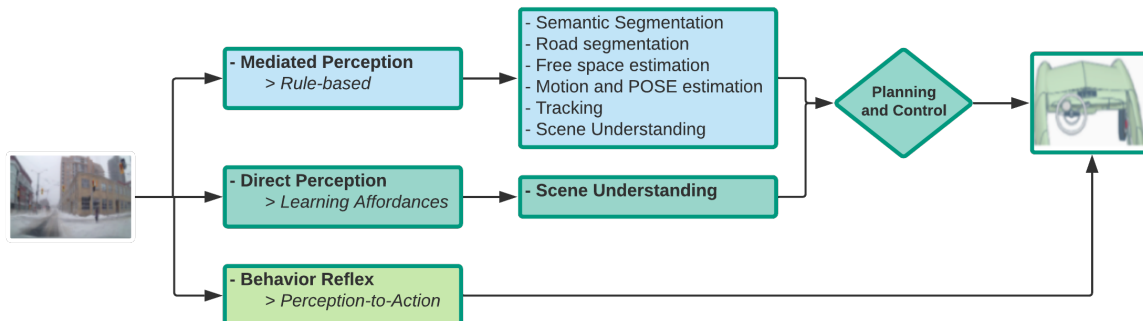 - Mediated Perception
> Rule-based
- Semantic Segmentation
- Road segmentation
- Free space estimation
- Motion and POSE estimation
- Tracking
- Scene Understanding
Planning
and Control
- Direct Perception
> Learning Affordances
- Scene Understanding
- Behavior Reflex
> Perception-to-Action